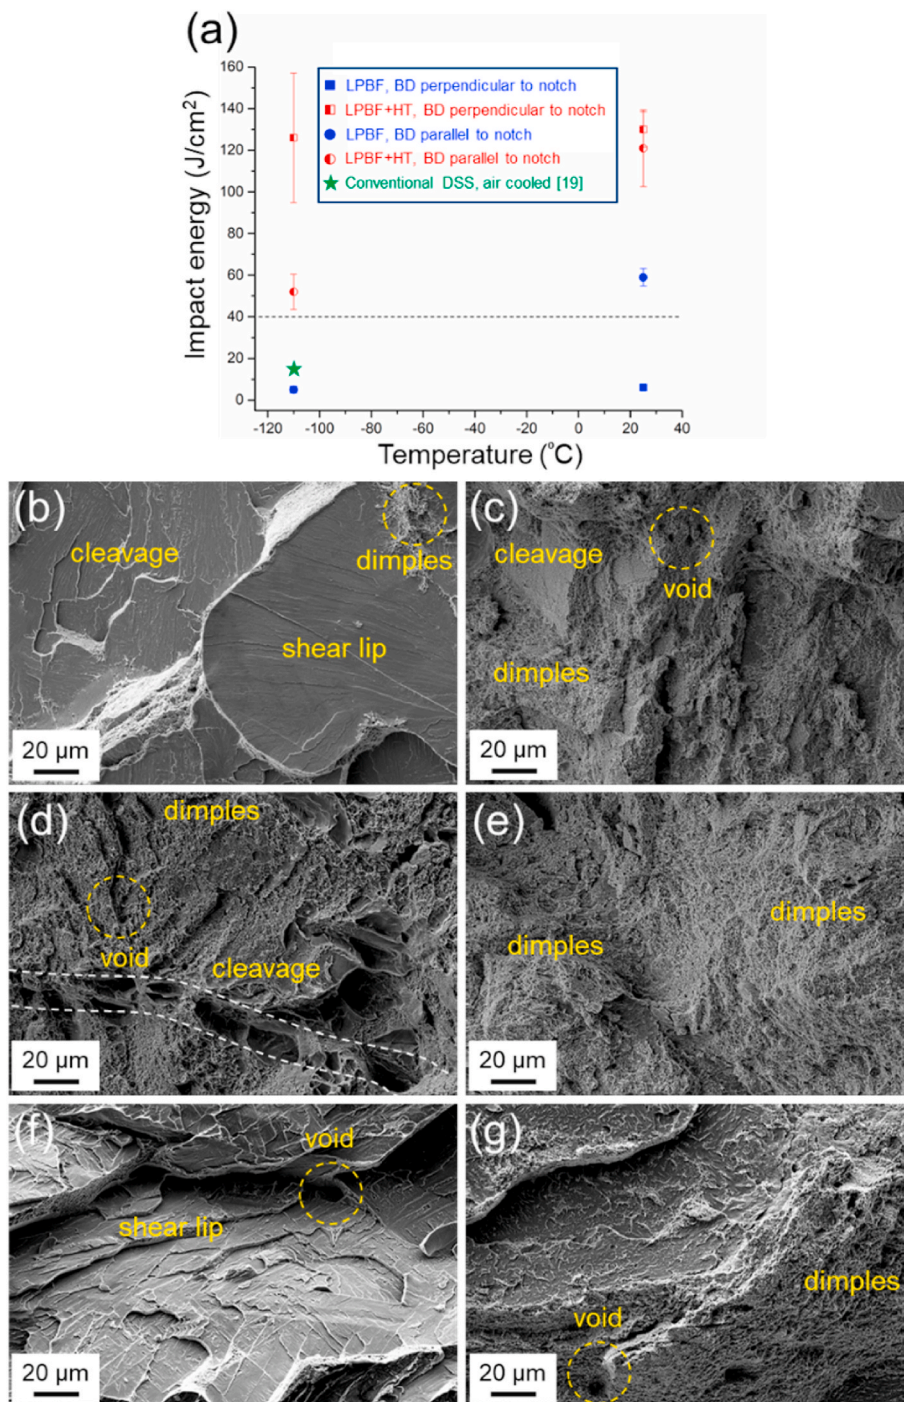 (a)
Impact energy (J/cm²)
160
140
120
100
80
60
40
20
0
LPBF, BD perpendicular to notch
LPBF+HT, BD perpendicular to notch
LPBF, BD parallel to notch
LPBF+HT, BD parallel to notch
Conventional DSS, air cooled [19]
-120 -100 -80 -60 -40 -20 0 20 40
Temperature (°C)
(b)
cleavage
dimples
shear lip
20 µm
(c)
cleavage
void
dimples
20 µm
(d)
dimples
void
cleavage
20 µm
(e)
dimples
dimples
20 µm
(f)
void
shear lip
20 µm
(g)
dimples
void
20 µm